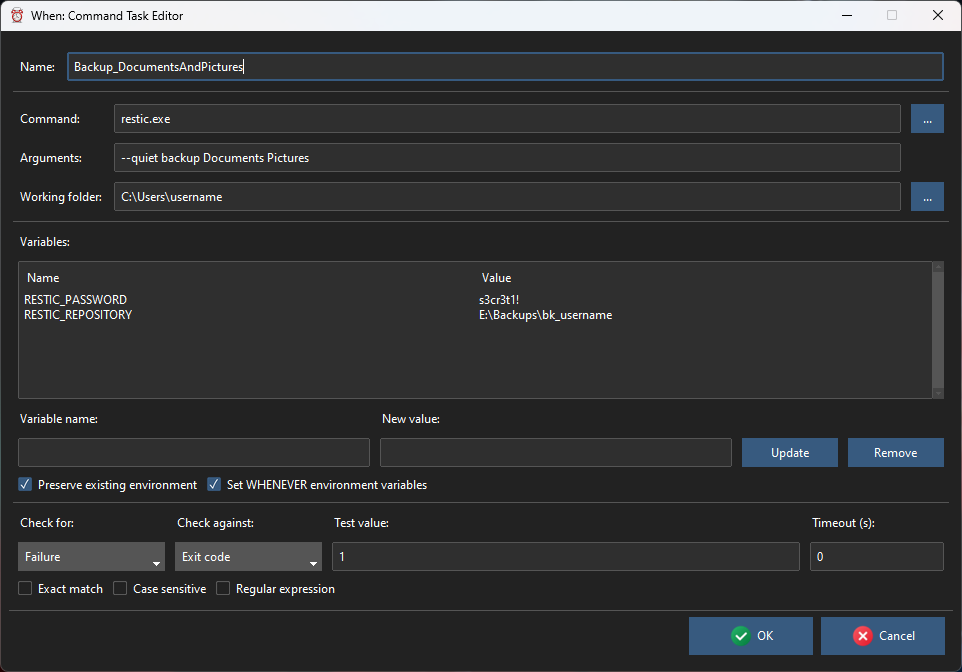 When: Command Task Editor
Name: Backup_DocumentsAndPictures
Command: restic.exe ...
Arguments: --quiet backup Documents Pictures
Working folder: C:\Users\username ...
Variables:
Name Value
RESTIC_PASSWORD s3cr3t1!
RESTIC_REPOSITORY E:\Backups\bk_username
Variable name: New value:
Update Remove
Preserve existing environment Set WHENEVER environment variables
Check for: Check against: Test value: Timeout (s):
Failure Exit code 1 0
Exact match Case sensitive Regular expression
OK Cancel